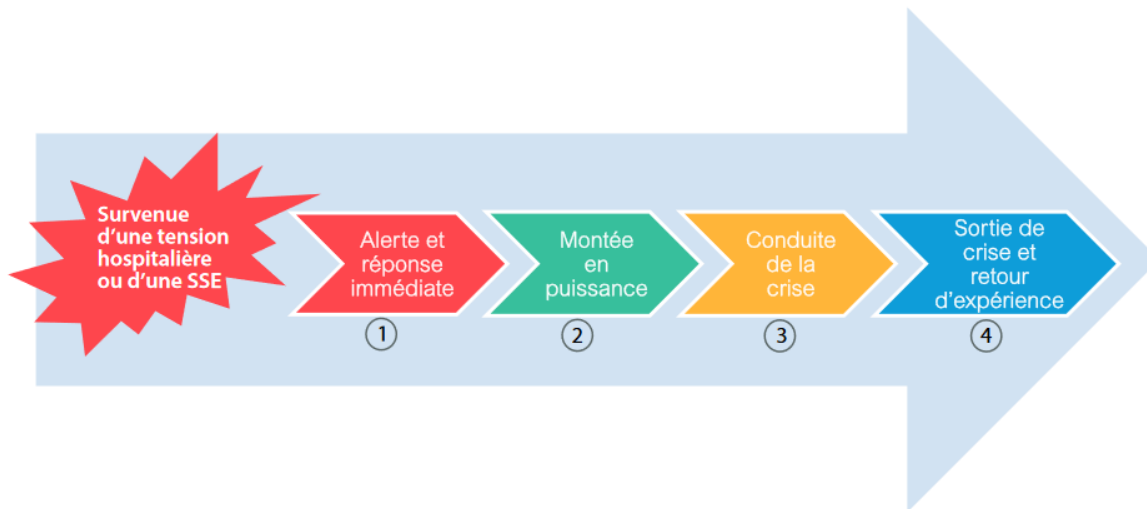 Survenue
d'une tension
hospitalière
ou d'une SSE
Alerte et
réponse
immédiate
1
Montée
en
puissance
2
Conduite
de la
crise
3
Sortie de
crise et
retour
d'expérience
4